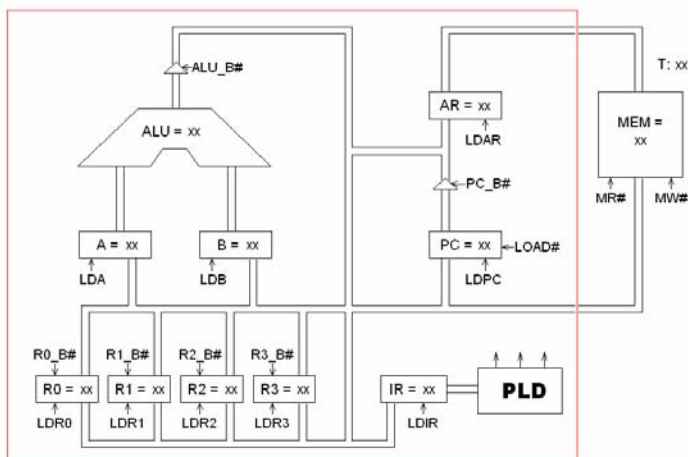 ALU_B#
T: xx
ALU = xx
AR = xx
LDAR
MEM =
xx
PC_B#
MR#
MW#
A = xx
B = xx
PC = xx
LOAD#
LDA
LDB
LDPC
R0_B#
R1_B#
R2_B#
R3_B#
R0 = xx
R1 = xx
R2 = xx
R3 = xx
IR = xx
PLD
LDR0
LDR1
LDR2
LDR3
LDIR